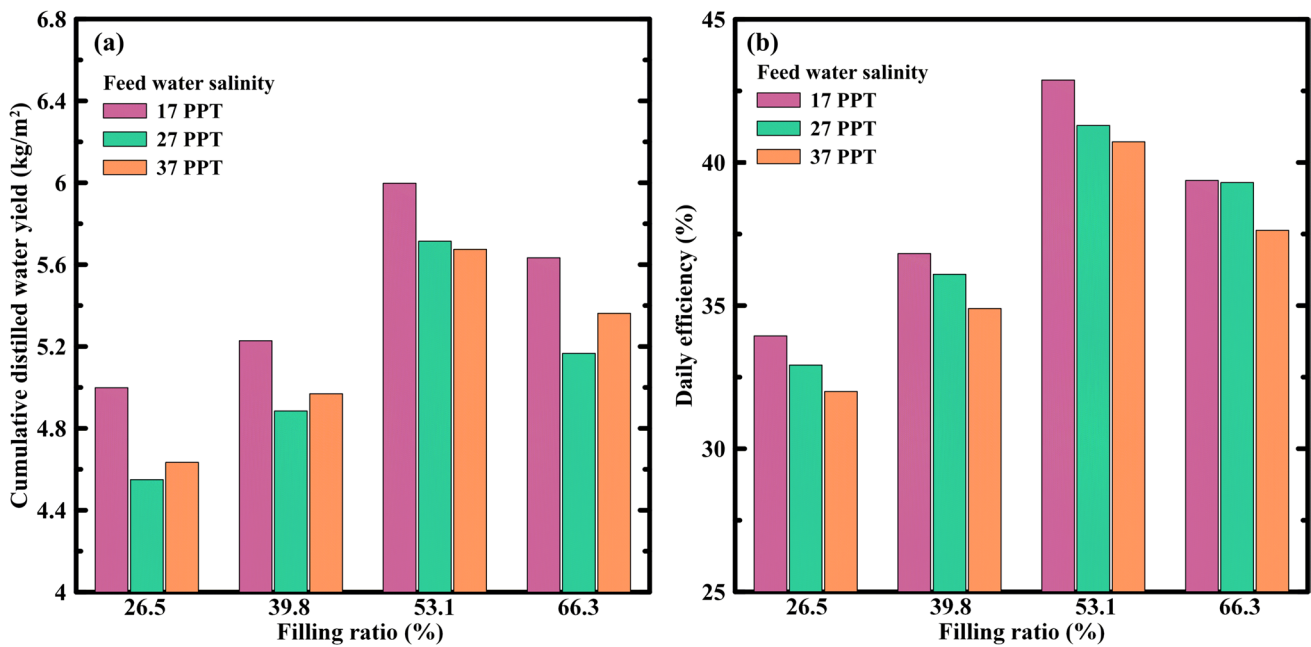 (a)
Feed water salinity
17 PPT
27 PPT
37 PPT
Cumulative distilled water yield (kg/m²)
6.8
6.4
6
5.6
5.2
4.8
4.4
4
26.5 39.8 53.1 66.3
Filling ratio (%)
(b)
Feed water salinity
17 PPT
27 PPT
37 PPT
Daily efficiency (%)
45
40
35
30
25
26.5 39.8 53.1 66.3
Filling ratio (%)